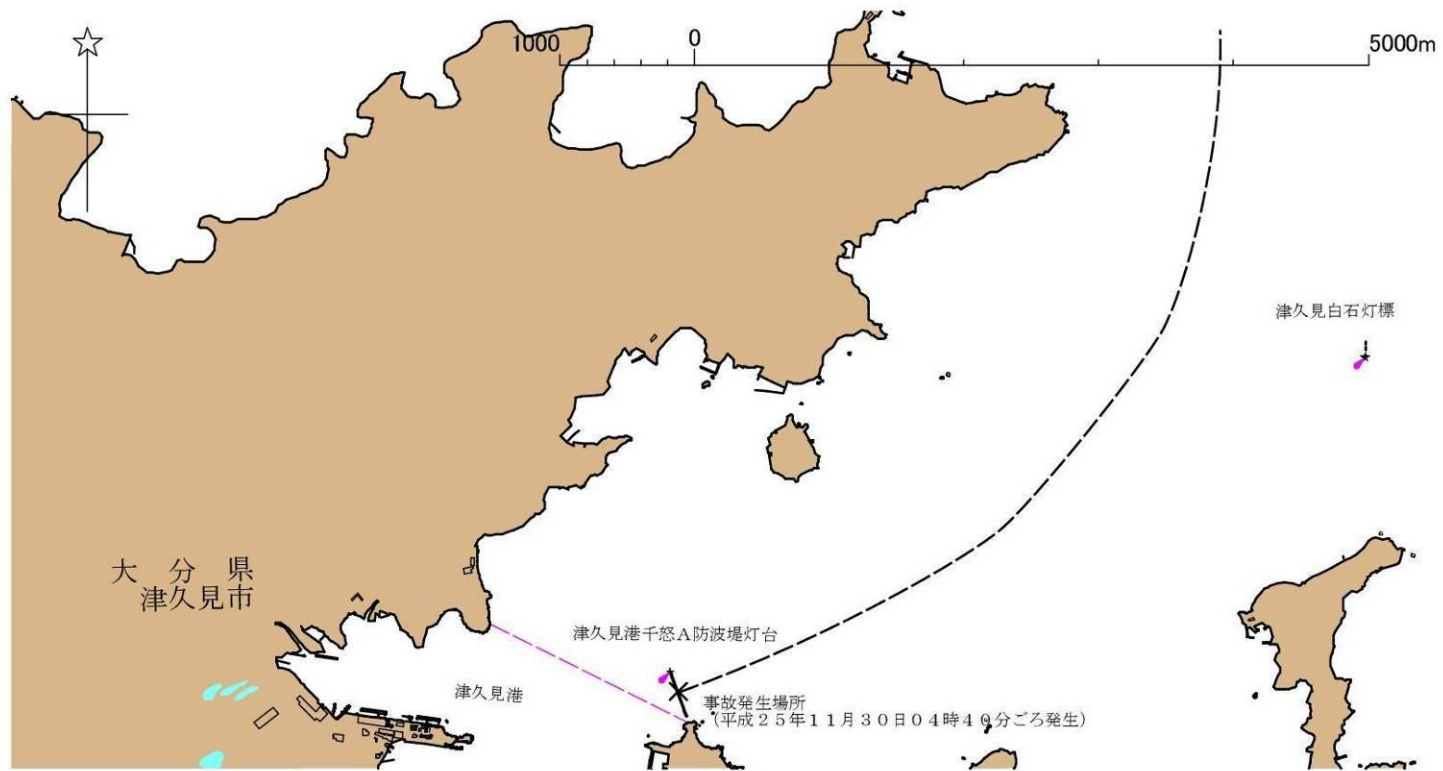 1000 0 5000m
津久見白石灯標
大 分 県
津久見市
津久見港千怒A防波堤灯台
津久見港
事故発生場所
(平成25年11月30日04時40分ごろ発生)